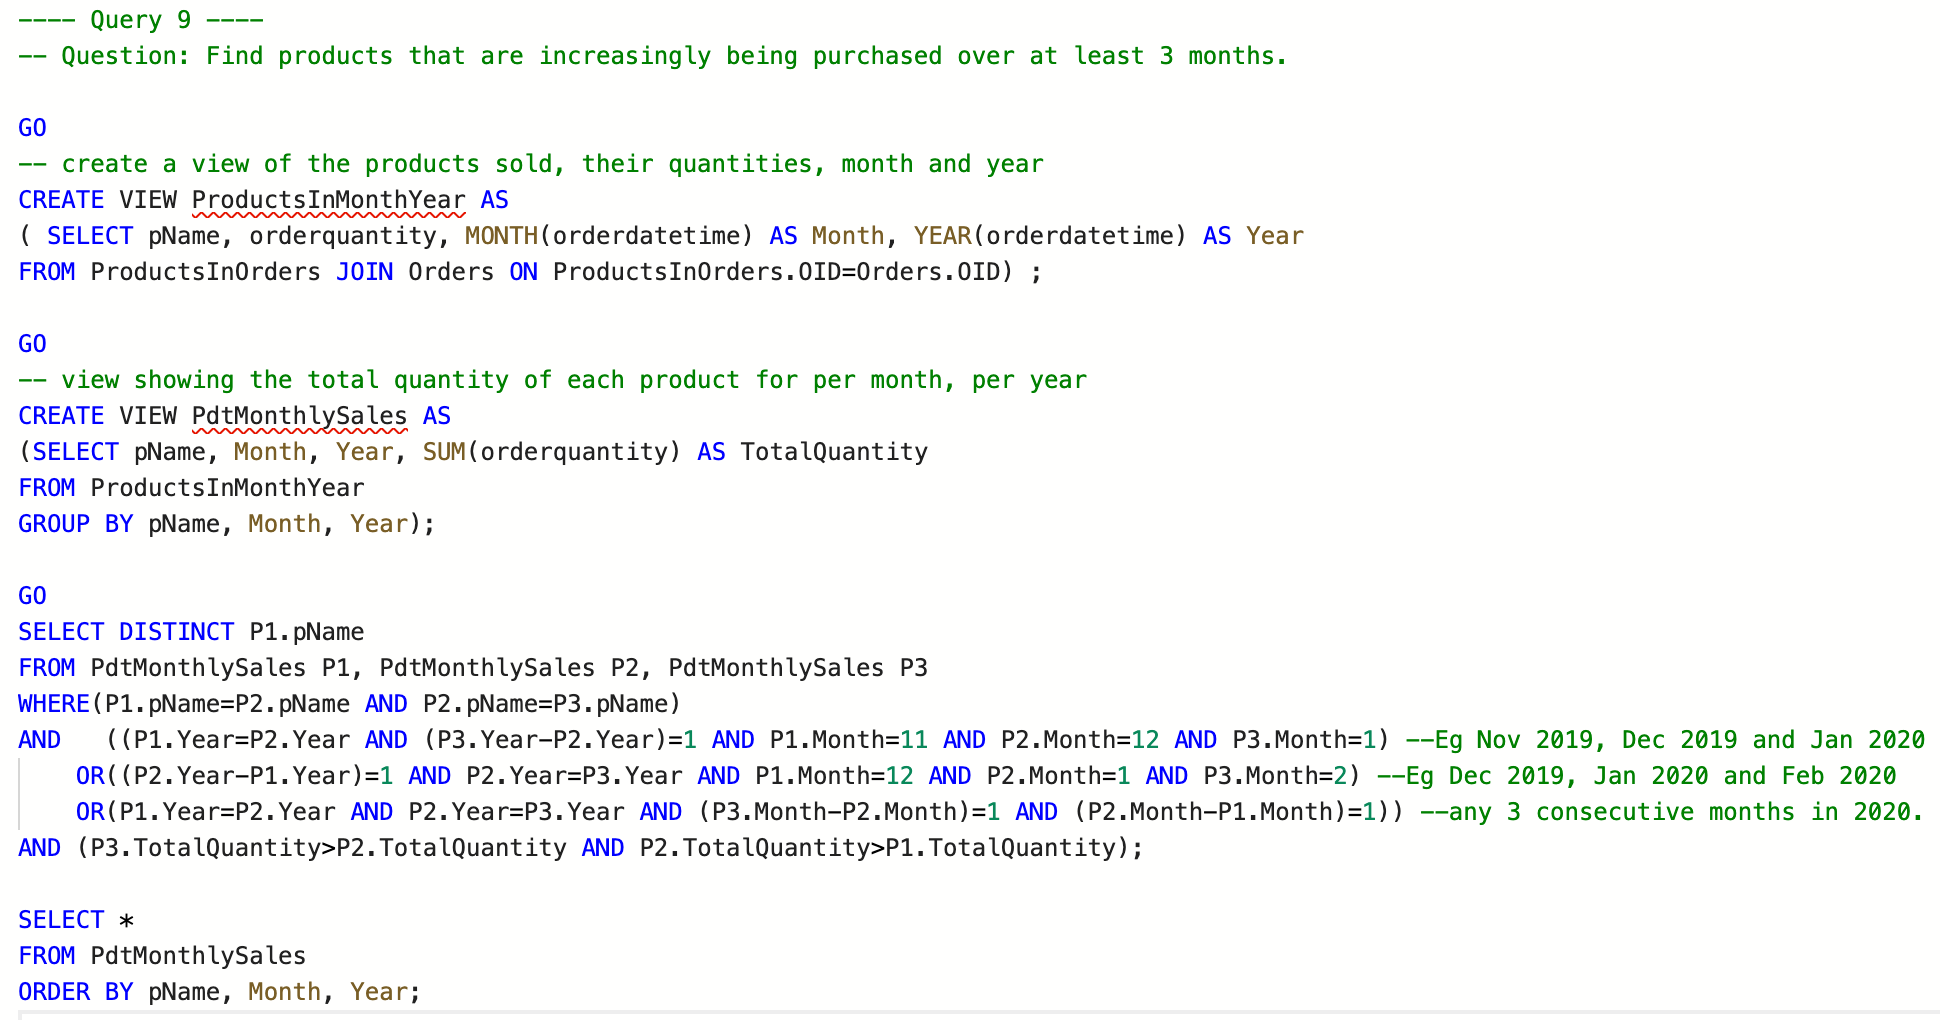 ---- Query 9 ----
-- Question: Find products that are increasingly being purchased over at least 3 months.
GO
-- create a view of the products sold, their quantities, month and year
CREATE VIEW ProductsInMonthYear AS
( SELECT pName, orderquantity, MONTH(orderdatetime) AS Month, YEAR(orderdatetime) AS Year
FROM ProductsInOrders JOIN Orders ON ProductsInOrders.OID=Orders.OID) ;
GO
-- view showing the total quantity of each product for per month, per year
CREATE VIEW PdtMonthlySales AS
(SELECT pName, Month, Year, SUM(orderquantity) AS TotalQuantity
FROM ProductsInMonthYear
GROUP BY pName, Month, Year);
GO
SELECT DISTINCT P1.pName
FROM PdtMonthlySales P1, PdtMonthlySales P2, PdtMonthlySales P3
WHERE(P1.pName=P2.pName AND P2.pName=P3.pName)
AND   ((P1.Year=P2.Year AND (P3.Year-P2.Year)=1 AND P1.Month=11 AND P2.Month=12 AND P3.Month=1) --Eg Nov 2019, Dec 2019 and Jan 2020
    OR((P2.Year-P1.Year)=1 AND P2.Year=P3.Year AND P1.Month=12 AND P2.Month=1 AND P3.Month=2) --Eg Dec 2019, Jan 2020 and Feb 2020
    OR(P1.Year=P2.Year AND P2.Year=P3.Year AND (P3.Month-P2.Month)=1 AND (P2.Month-P1.Month)=1)) --any 3 consecutive months in 2020.
AND (P3.TotalQuantity>P2.TotalQuantity AND P2.TotalQuantity>P1.TotalQuantity);
SELECT *
FROM PdtMonthlySales
ORDER BY pName, Month, Year;